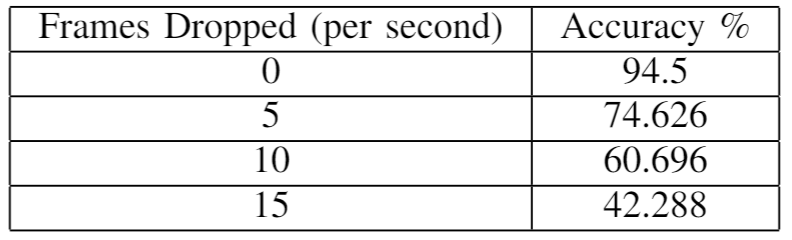 Frames Dropped (per second) Accuracy %
0 94.5
5 74.626
10 60.696
15 42.288